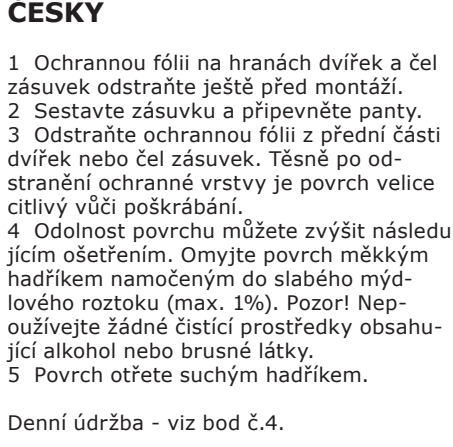 ČESKY
1 Ochrannou fólii na hranách dvířek a čel
zásuvek odstraňte ještě před montáží.
2 Sestavte zásuvku a připevněte panty.
3 Odstraňte ochrannou fólii z přední části
dvířek nebo čel zásuvek. Těsně po od-
stranění ochranné vrstvy je povrch velice
citlivý vůči poškrábání.
4 Odolnost povrchu můžete zvýšit následu
jícím ošetřením. Omyjte povrch měkkým
hadříkem namočeným do slabého mýd-
lového roztoku (max. 1%). Pozor! Nep-
oužívejte žádné čistící prostředky obsahu-
jící alkohol nebo brusné látky.
5 Povrch otřete suchým hadříkem.
Denní údržba - viz bod č.4.